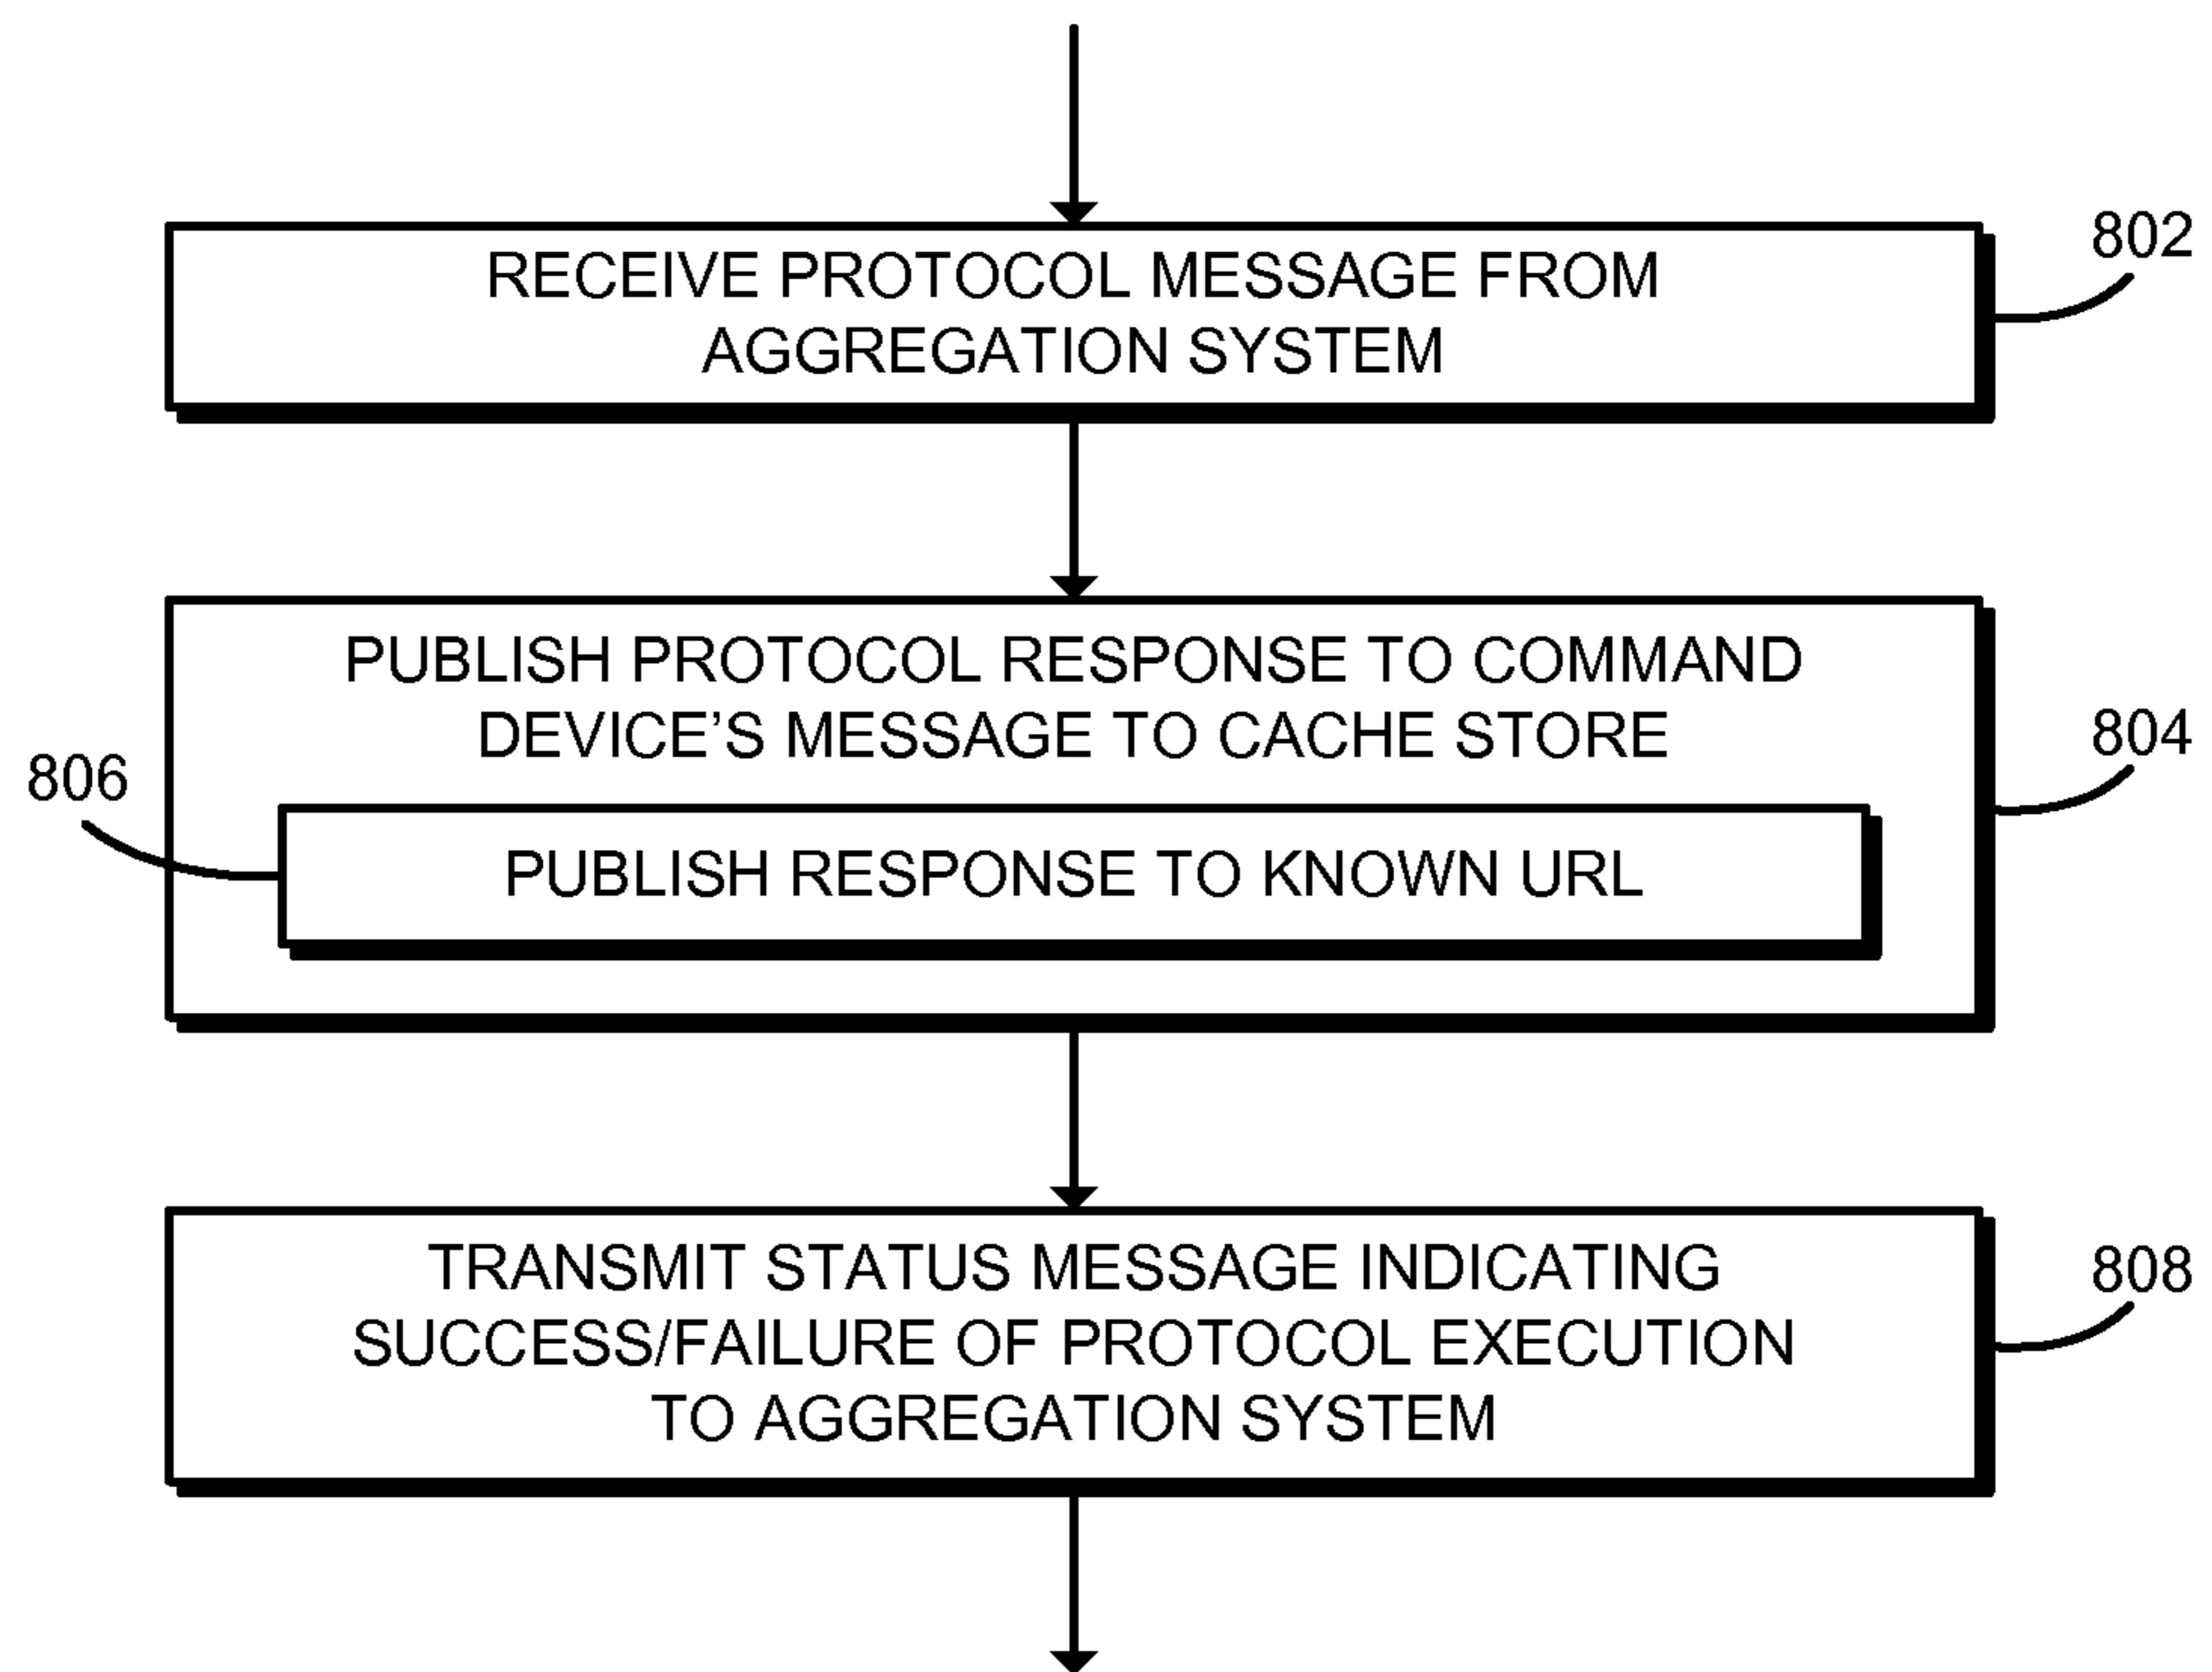 RECEIVE PROTOCOL MESSAGE FROM
AGGREGATION SYSTEM
802
PUBLISH PROTOCOL RESPONSE TO COMMAND
DEVICE'S MESSAGE TO CACHE STORE
804
806
PUBLISH RESPONSE TO KNOWN URL
TRANSMIT STATUS MESSAGE INDICATING
SUCCESS/FAILURE OF PROTOCOL EXECUTION
TO AGGREGATION SYSTEM
808